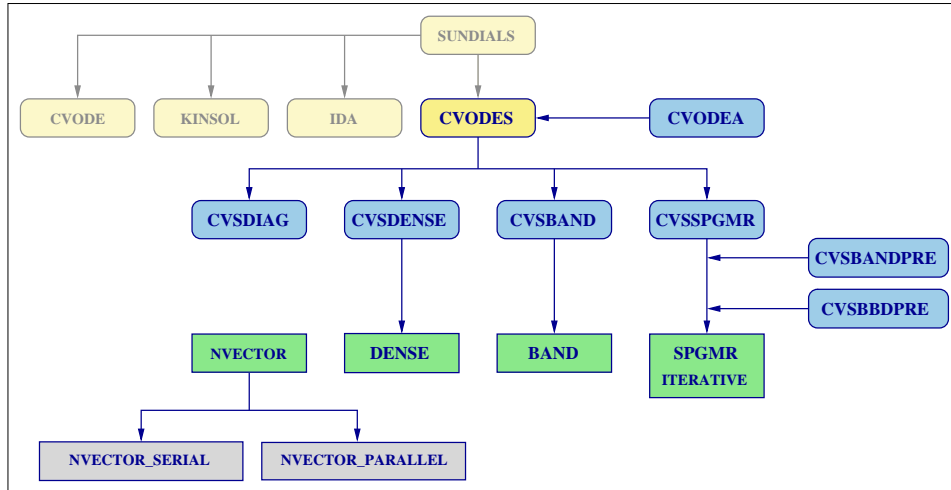 SUNDIALS
CVODE
KINSOL
IDA
CVODES
CVODEA
CVSDIAG
CVSDENSE
CVSBAND
CVSSPGMR
CVSBANDPRE
CVSBBDPRE
NVECTOR
DENSE
BAND
SPGMR
ITERATIVE
NVECTOR_SERIAL
NVECTOR_PARALLEL